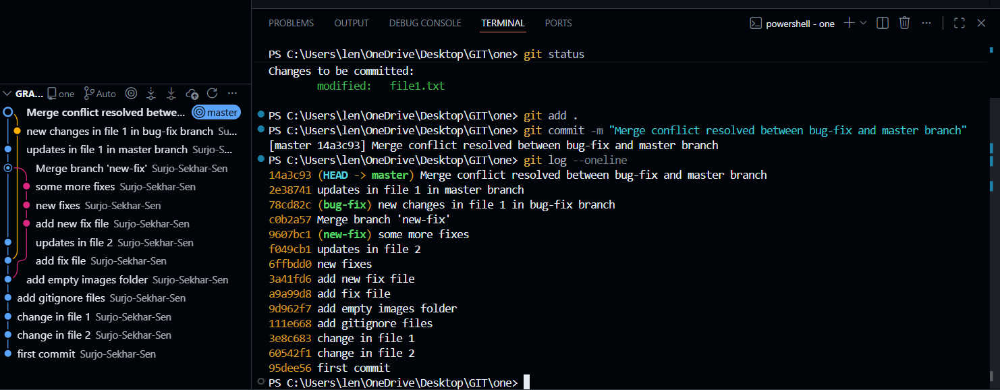 PROBLEMS OUTPUT DEBUG CONSOLE TERMINAL PORTS powershell - one
GRA... one Auto
Merge conflict resolved betwe... master
new changes in file 1 in bug-fix branch Su...
updates in file 1 in master branch Surjo-S...
Merge branch 'new-fix' Surjo-Sekhar-Sen
some more fixes Surjo-Sekhar-Sen
new fixes Surjo-Sekhar-Sen
add new fix file Surjo-Sekhar-Sen
updates in file 2 Surjo-Sekhar-Sen
add fix file Surjo-Sekhar-Sen
add empty images folder Surjo-Sekhar-Sen
add gitignore files Surjo-Sekhar-Sen
change in file 1 Surjo-Sekhar-Sen
change in file 2 Surjo-Sekhar-Sen
first commit Surjo-Sekhar-Sen
PS C:\Users\len\OneDrive\Desktop\GIT\one> git status
Changes to be committed:
modified: file1.txt
PS C:\Users\len\OneDrive\Desktop\GIT\one> git add .
PS C:\Users\len\OneDrive\Desktop\GIT\one> git commit -m "Merge conflict resolved between bug-fix and master branch"
[master 14a3c93] Merge conflict resolved between bug-fix and master branch
PS C:\Users\len\OneDrive\Desktop\GIT\one> git log --oneline
14a3c93 (HEAD -> master) Merge conflict resolved between bug-fix and master branch
2e38741 updates in file 1 in master branch
78cd82c (bug-fix) new changes in file 1 in bug-fix branch
c0b2a57 Merge branch 'new-fix'
9607bc1 (new-fix) some more fixes
f049cb1 updates in file 2
6ffbdd0 new fixes
3a41fd6 add new fix file
a9a99d8 add fix file
9d962f7 add empty images folder
111e668 add gitignore files
3e8c683 change in file 1
60542f1 change in file 2
95dee56 first commit
PS C:\Users\len\OneDrive\Desktop\GIT\one>